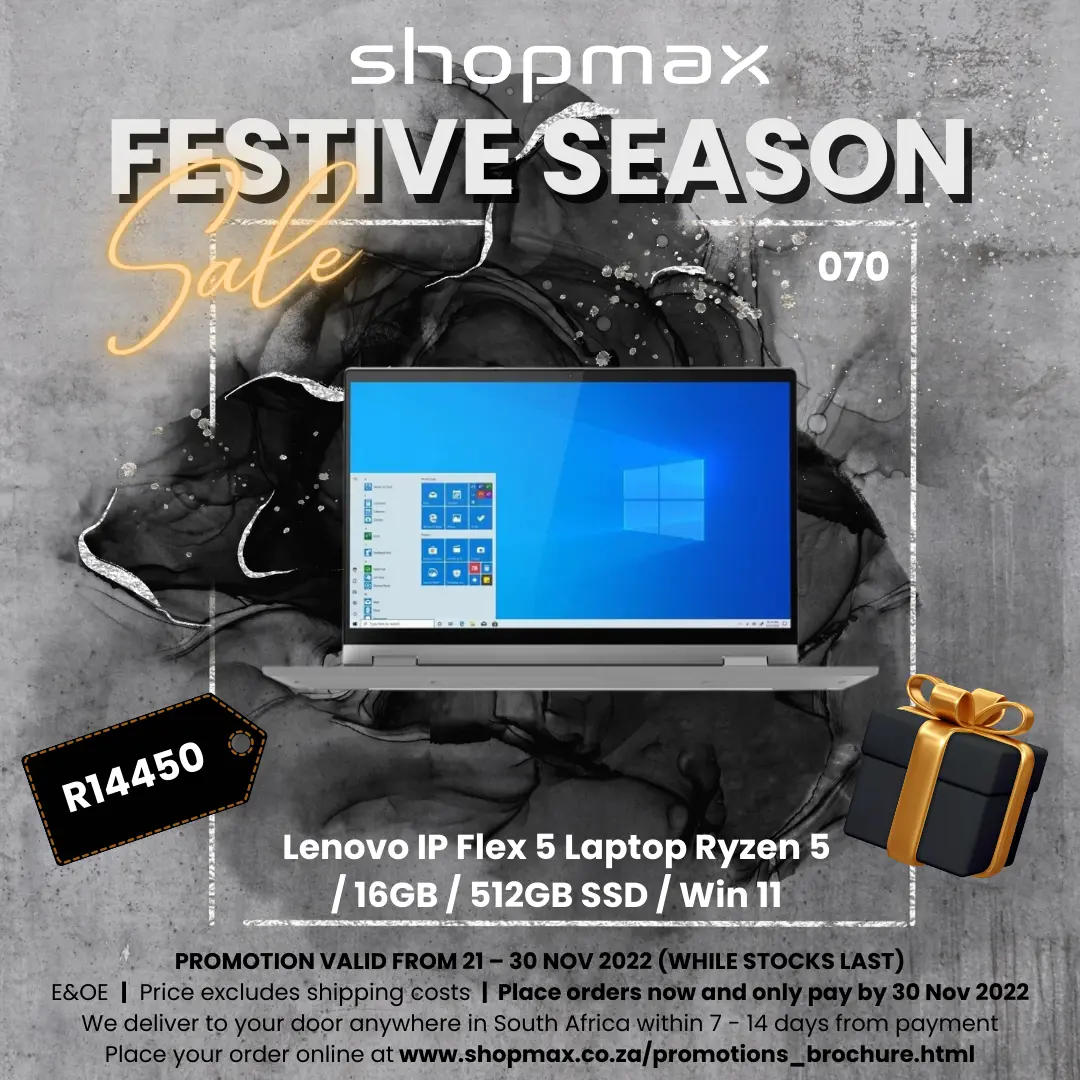 shopmax
FESTIVE SEASON
Sale
070
R14450
Lenovo IP Flex 5 Laptop Ryzen 5
/ 16GB / 512GB SSD / Win 11
PROMOTION VALID FROM 21 – 30 NOV 2022 (WHILE STOCKS LAST)
E&OE | Price excludes shipping costs | Place orders now and only pay by 30 Nov 2022
We deliver to your door anywhere in South Africa within 7 - 14 days from payment
Place your order online at www.shopmax.co.za/promotions_brochure.html